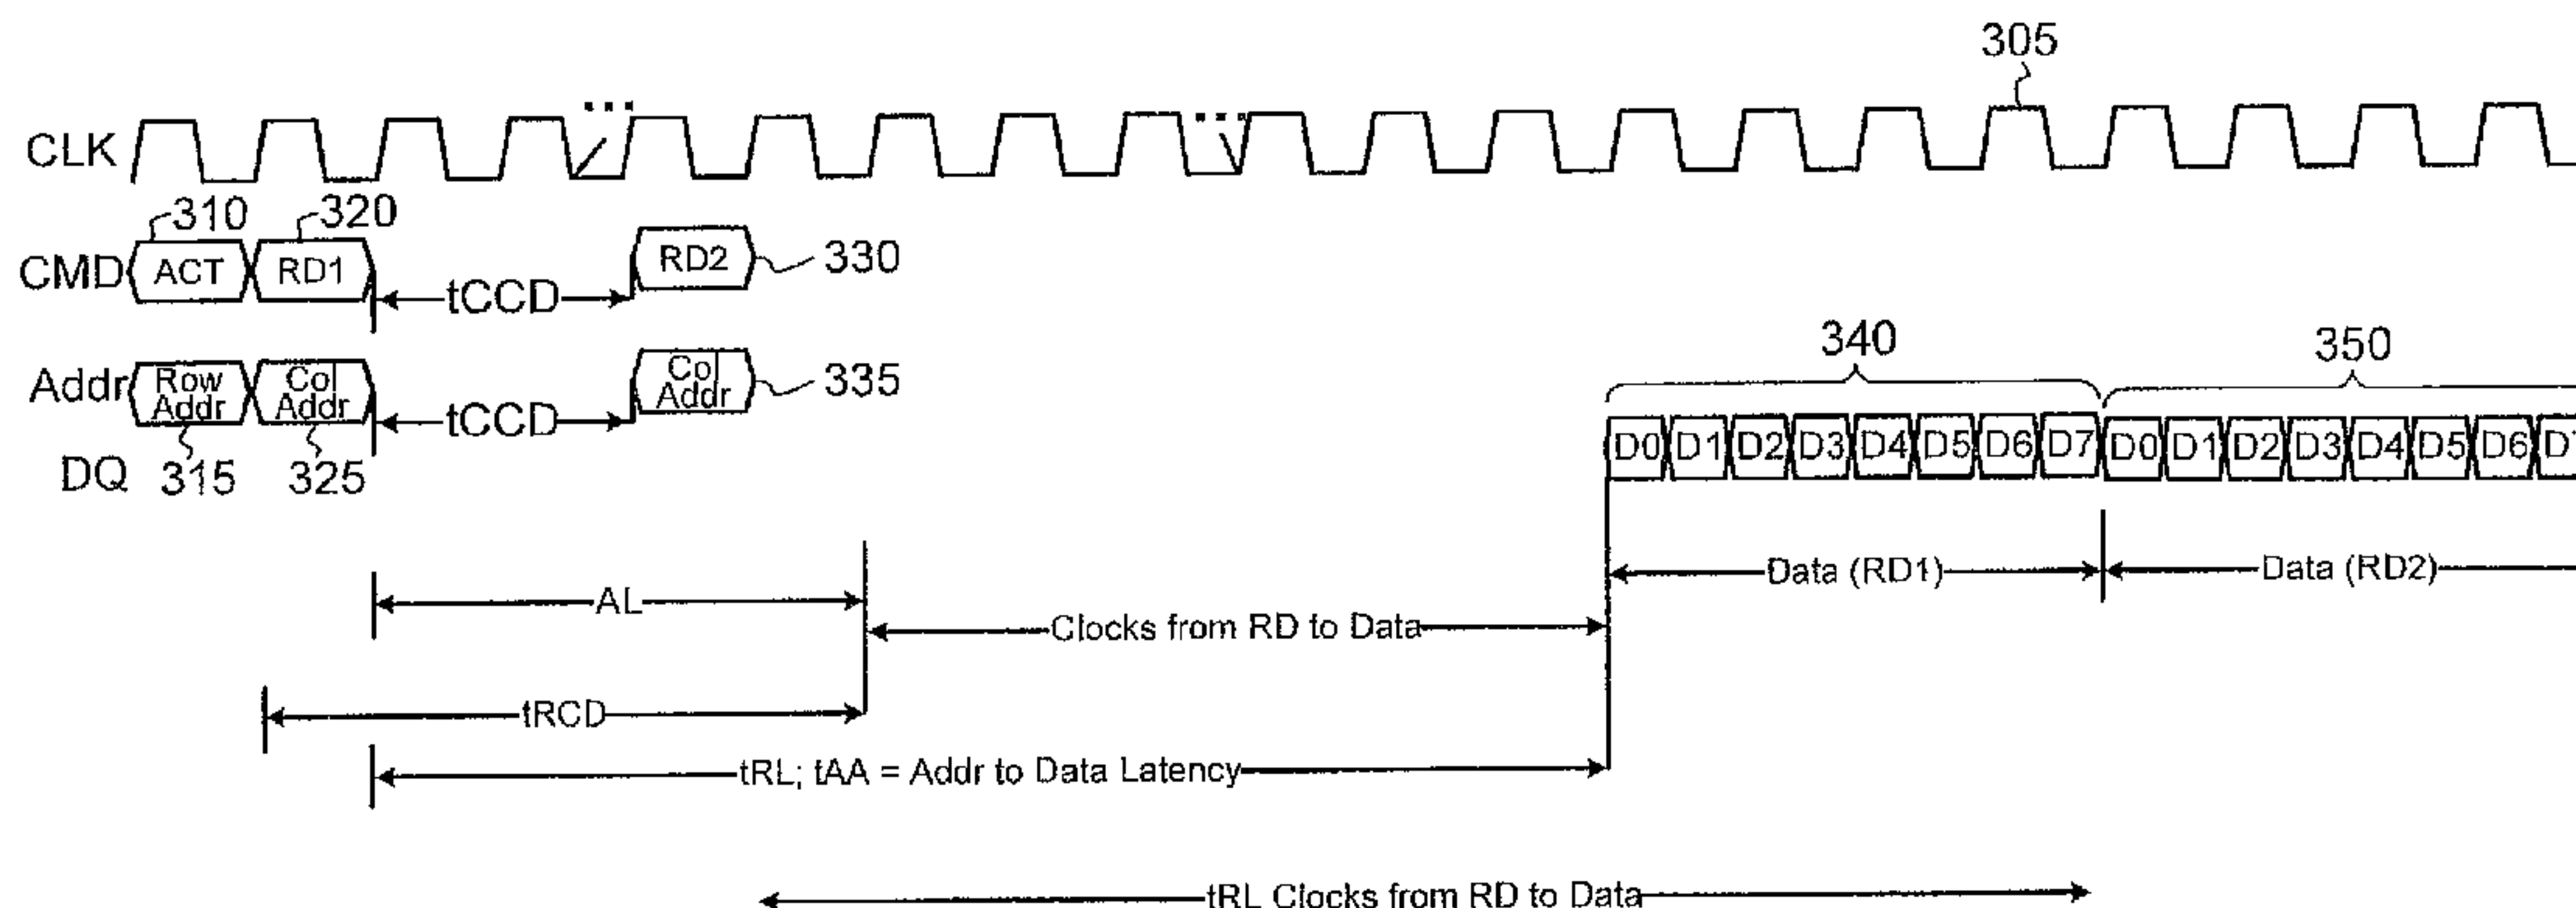 305
...
...
CLK
310
320
CMD
ACT
RD1
tCCD
RD2
330
Addr
Row Addr
Col Addr
tCCD
Col Addr
335
340
350
DQ
315
325
D0 D1 D2 D3 D4 D5 D6 D7 D0 D1 D2 D3 D4 D5 D6
Data (RD1)
Data (RD2)
AL
Clocks from RD to Data
tRCD
tRL; tAA = Addr to Data Latency
tRL Clocks from RD to Data